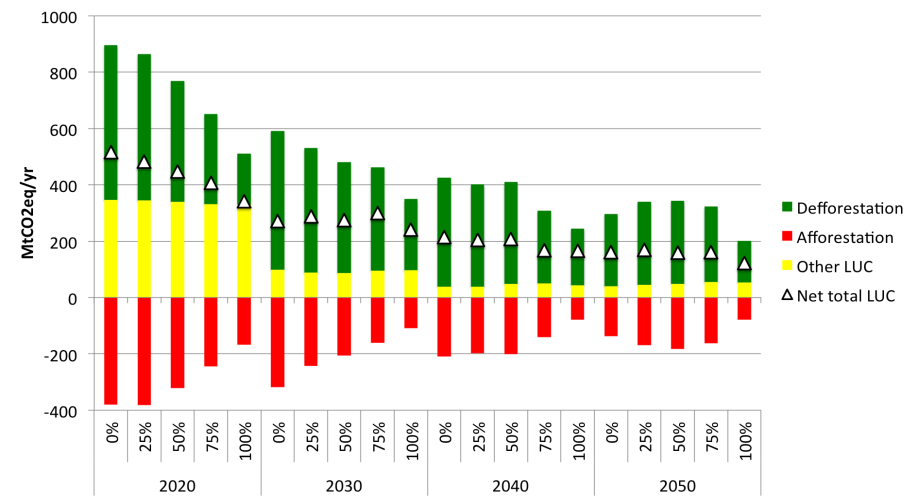 1000
800
600
400
200
0
-200
-400
MtCO2eq/yr
0% 25% 50% 75% 100% 0% 25% 50% 75% 100% 0% 25% 50% 75% 100% 0% 25% 50% 75% 100%
2020 2030 2040 2050
Defforestation
Afforestation
Other LUC
Net total LUC